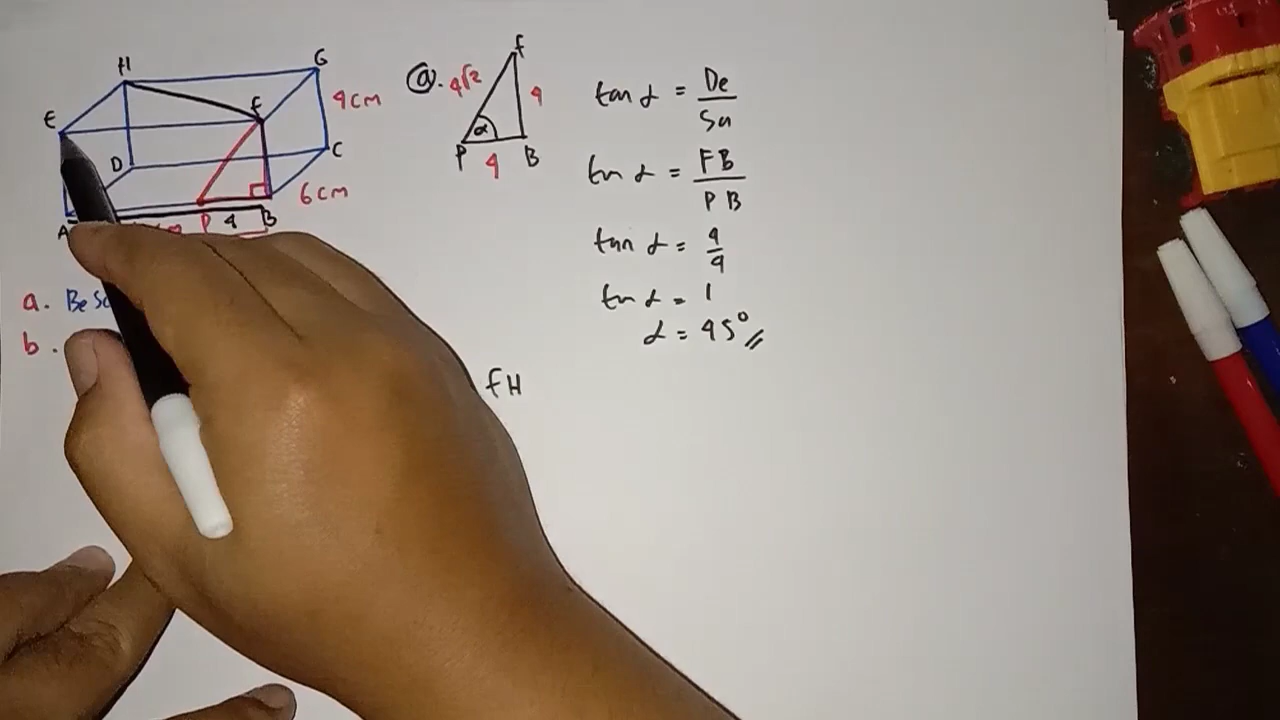 H
G
E
F
4cm
D
C
6cm
A
P 4 B
a. Bes
b.
a. 4√2
f
4
α
P 4 B
tan α = De / Sa
tan α = FB / PB
tan α = 4 / 4
tan α = 1
α = 45°//
fH